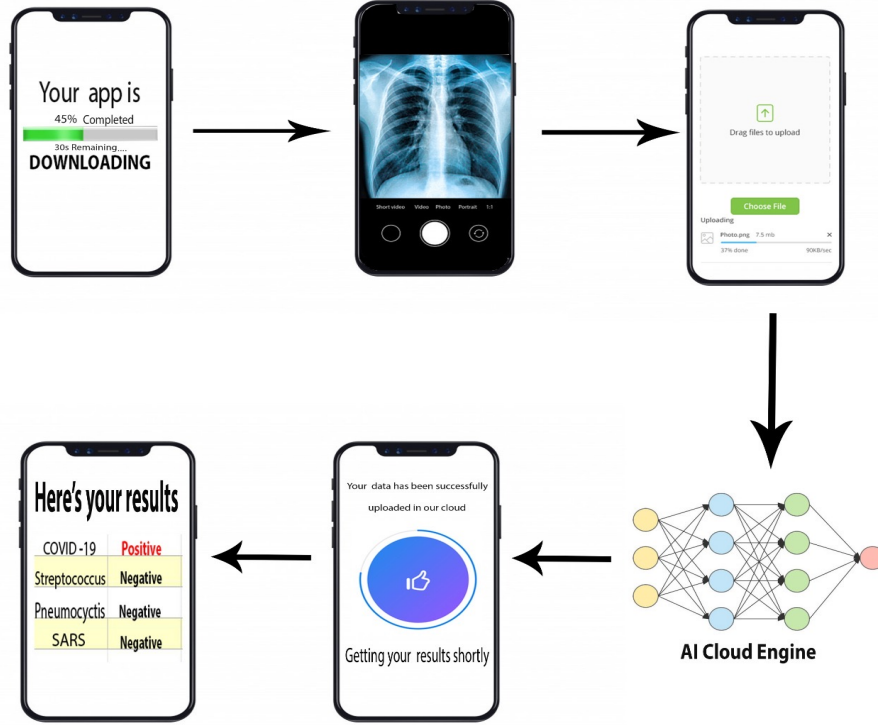 Your app is
45% Completed
30s Remaining....
DOWNLOADING
Short video Video Photo Portrait 1:1
Drag files to upload
Choose File
Uploading
Photo.png 7.5 mb
37% done 90KB/sec
AI Cloud Engine
Your data has been successfully
uploaded in our cloud
Getting your results shortly
Here's your results
COVID -19 Positive
Streptococcus Negative
Pneumocyctis Negative
SARS Negative